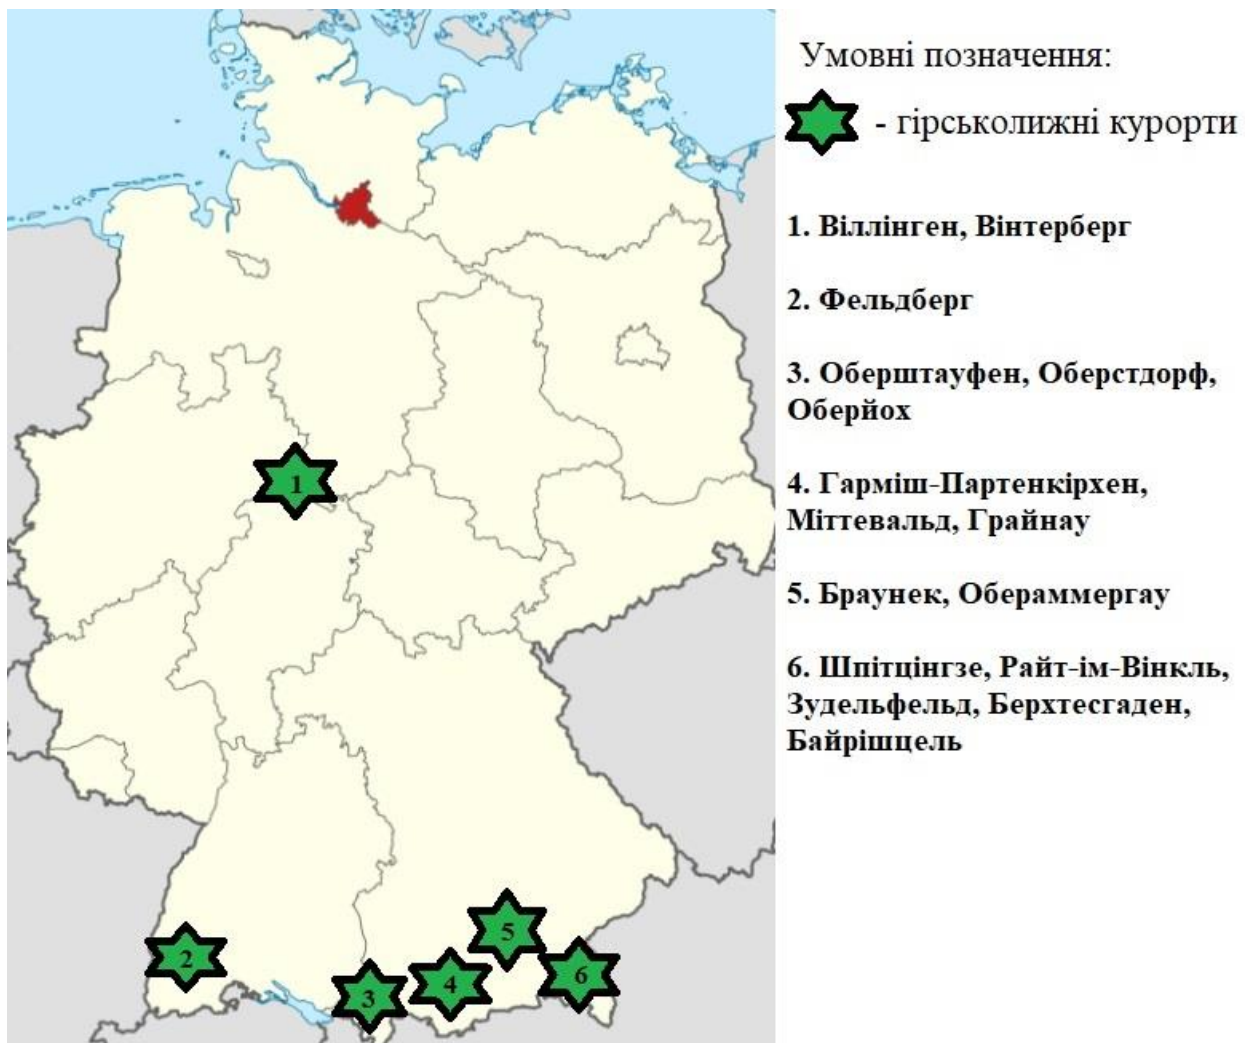 Умовні позначення:
- гірськолижні курорти
1. Віллінген, Вінтерберг
2. Фельдберг
3. Оберштауфен, Оберстдорф,
Оберйох
4. Гарміш-Партенкірхен,
Міттевальд, Грайнау
5. Браунек, Обераммергау
6. Шпітцінгзе, Райт-ім-Вінкль,
Зудельфельд, Берхтесгаден,
Байрішцель
1
2
3
4
5
6